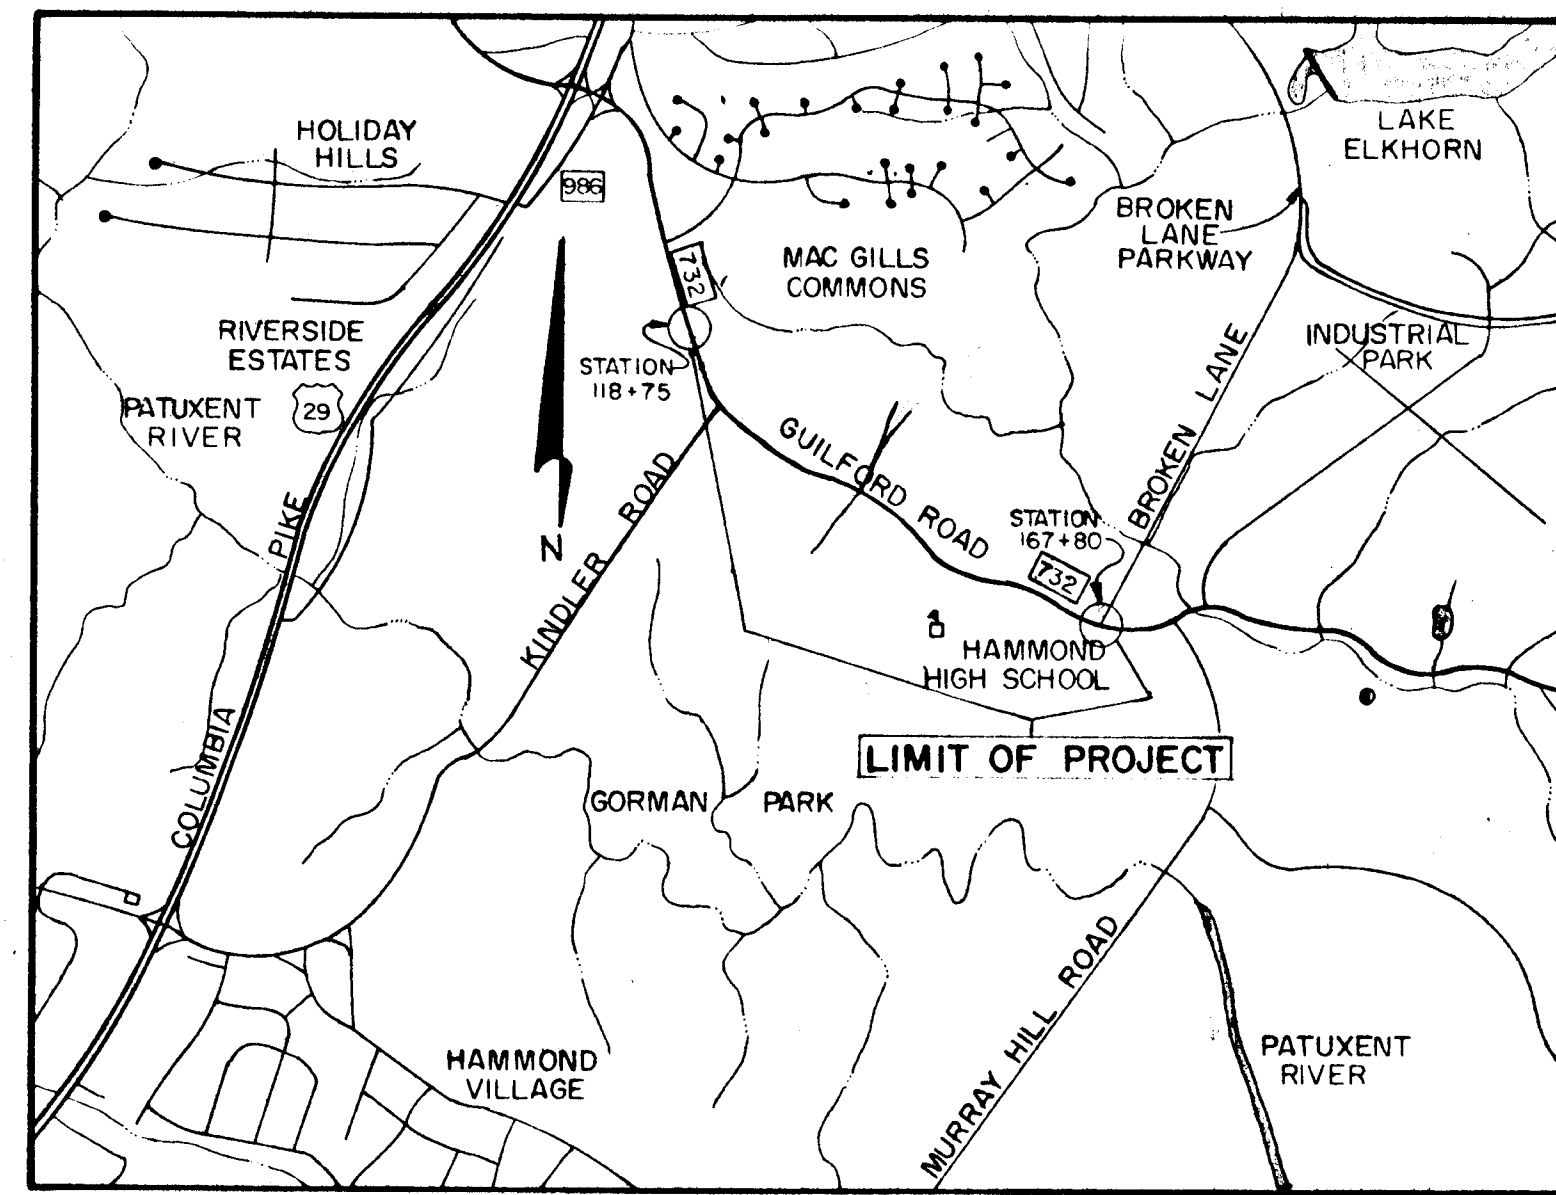 HOLIDAY
HILLS
986
LAKE
ELKHORN
BROKEN
LANE
PARKWAY
732
MAC GILLS
COMMONS
RIVERSIDE
ESTATES
STATION
118+75
INDUSTRIAL
PARK
29
PATUXENT
RIVER
BROKEN LANE
GUILFORD ROAD
PIKE
COLUMBIA
KINDLER ROAD
N
STATION
167+80
732
HAMMOND
HIGH SCHOOL
LIMIT OF PROJECT
GORMAN PARK
MURRAY HILL ROAD
HAMMOND
VILLAGE
PATUXENT
RIVER